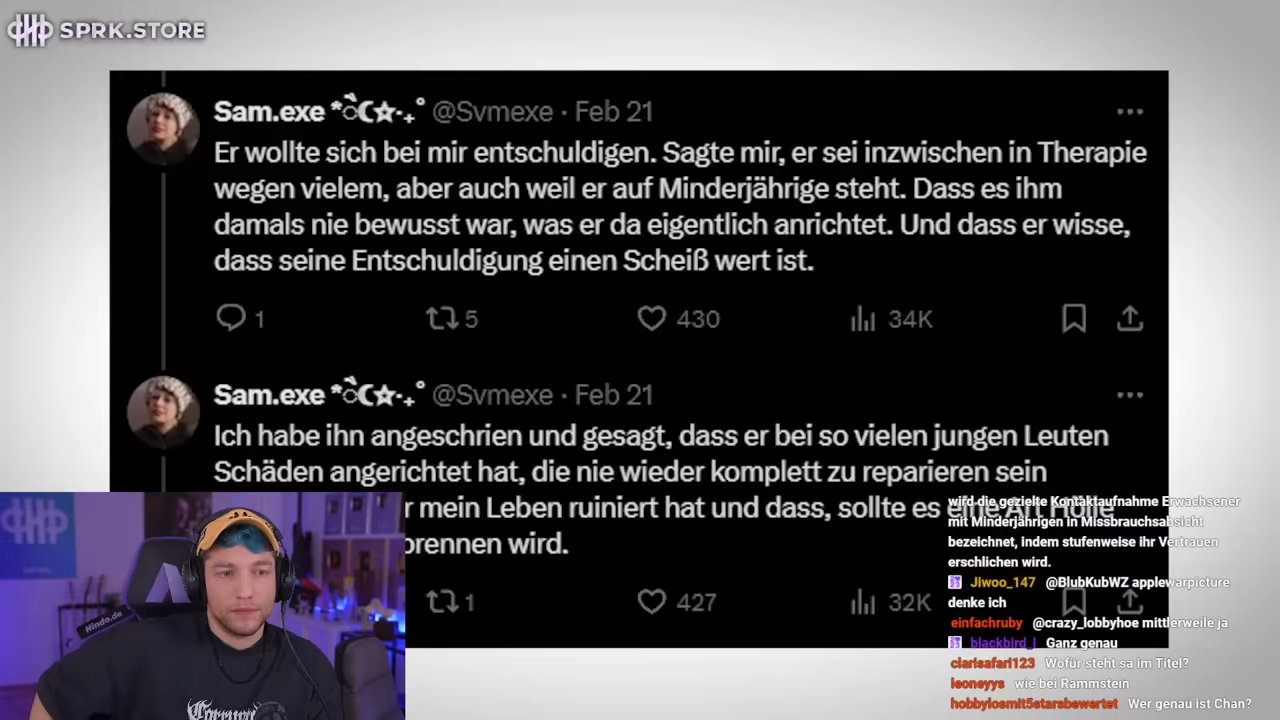 SPRK.STORE
Sam.exe @Svmexe · Feb 21
Er wollte sich bei mir entschuldigen. Sagte mir, er sei inzwischen in Therapie
wegen vielem, aber auch weil er auf Minderjährige steht. Dass es ihm
damals nie bewusst war, was er da eigentlich anrichtet. Und dass er wisse,
dass seine Entschuldigung einen Scheiß wert ist.
1 5 430 34K
Sam.exe @Svmexe · Feb 21
Ich habe ihn angeschrien und gesagt, dass er bei so vielen jungen Leuten
Schäden angerichtet hat, die nie wieder komplett zu reparieren sein
r mein Leben ruiniert hat und dass, sollte es eine Art Hölle
brennen wird.
1 427 32K
Hindo.de
wird die gezielte Kontaktaufnahme Erwachsener
mit Minderjährigen in Missbrauchsabsicht
bezeichnet, indem stufenweise ihr Vertrauen
erschlichen wird.
Jiwoo_147 @BlubKubWZ applewarpicture
denke ich
einfachruby @crazy_lobbyhoe mittlerweile ja
blackbird_l Ganz genau
clarisafari123 Wofür steht sa im Titel?
leoneyys wie bei Rammstein
hobbylosmit5starsbewertet Wer genau ist Chan?